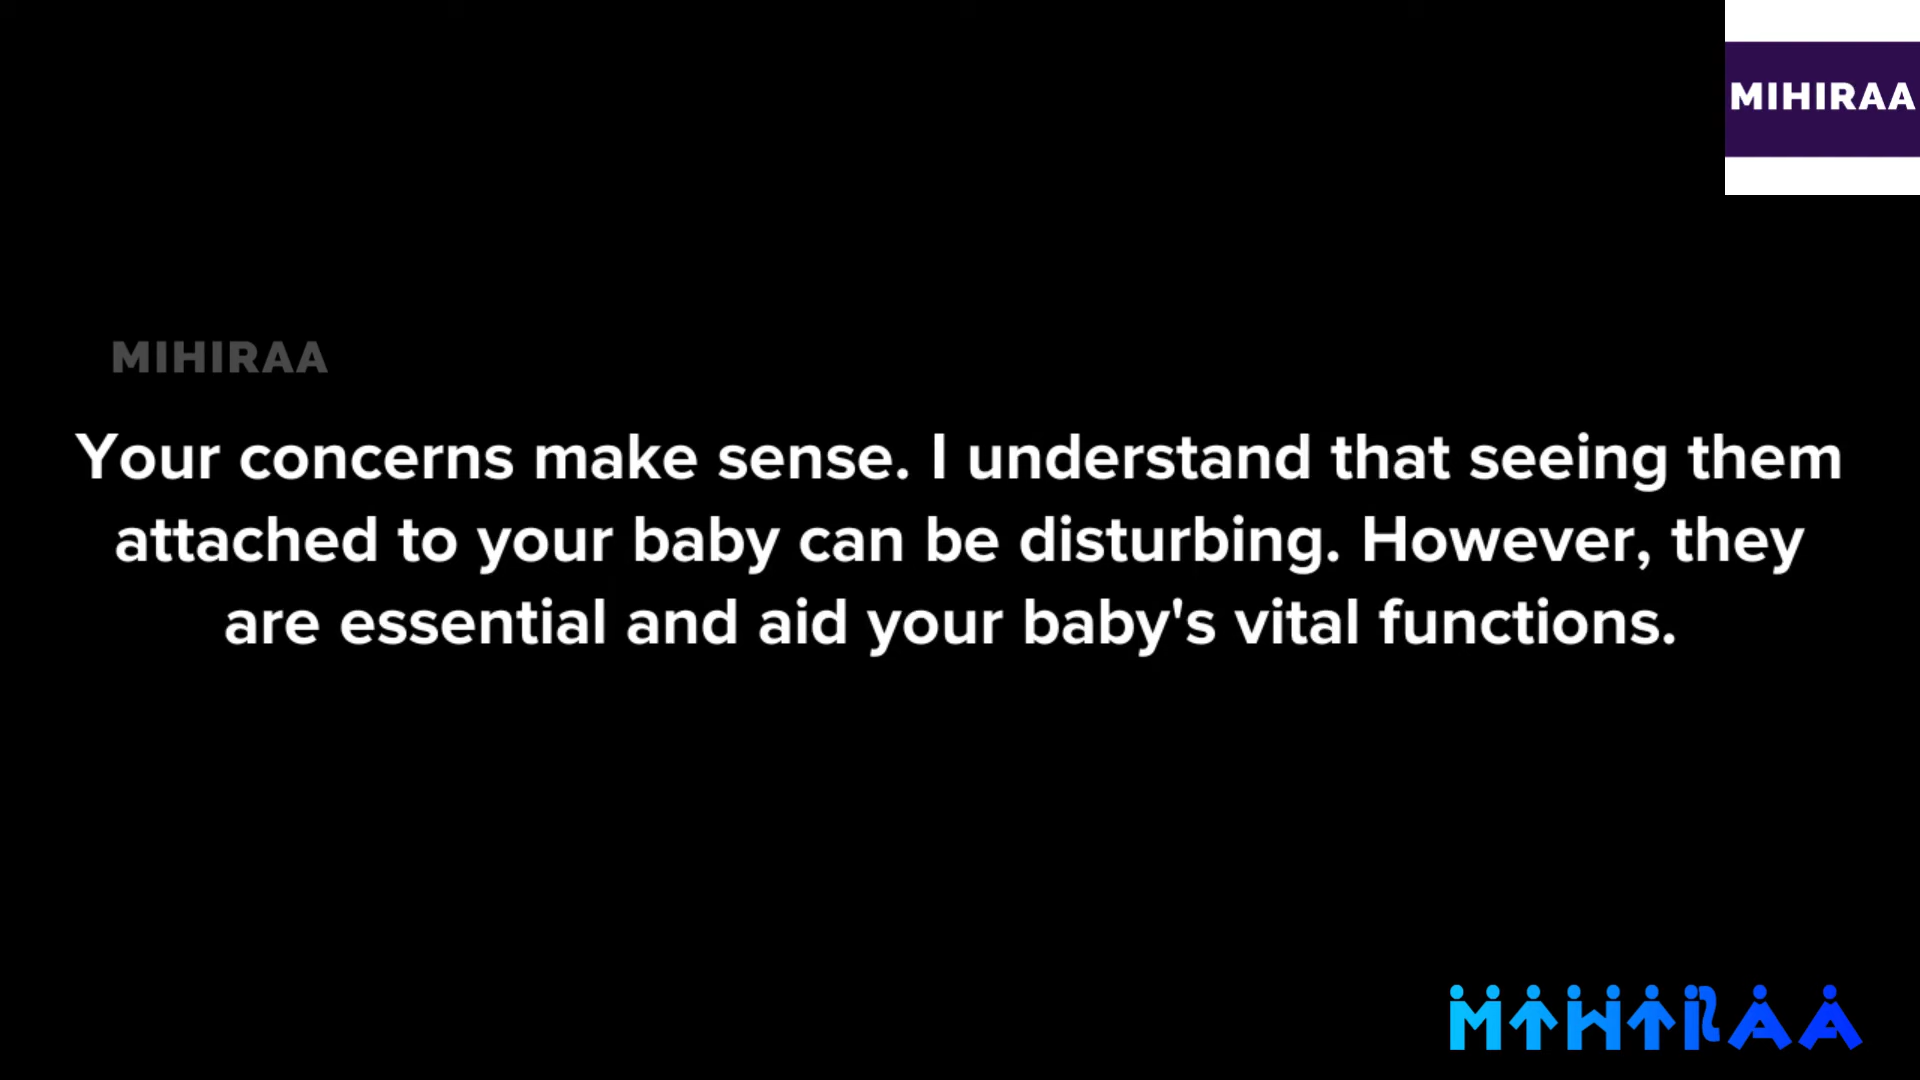 MIHIRAA
MIHIRAA
Your concerns make sense. I understand that seeing them
attached to your baby can be disturbing. However, they
are essential and aid your baby's vital functions.
MIHIRAA